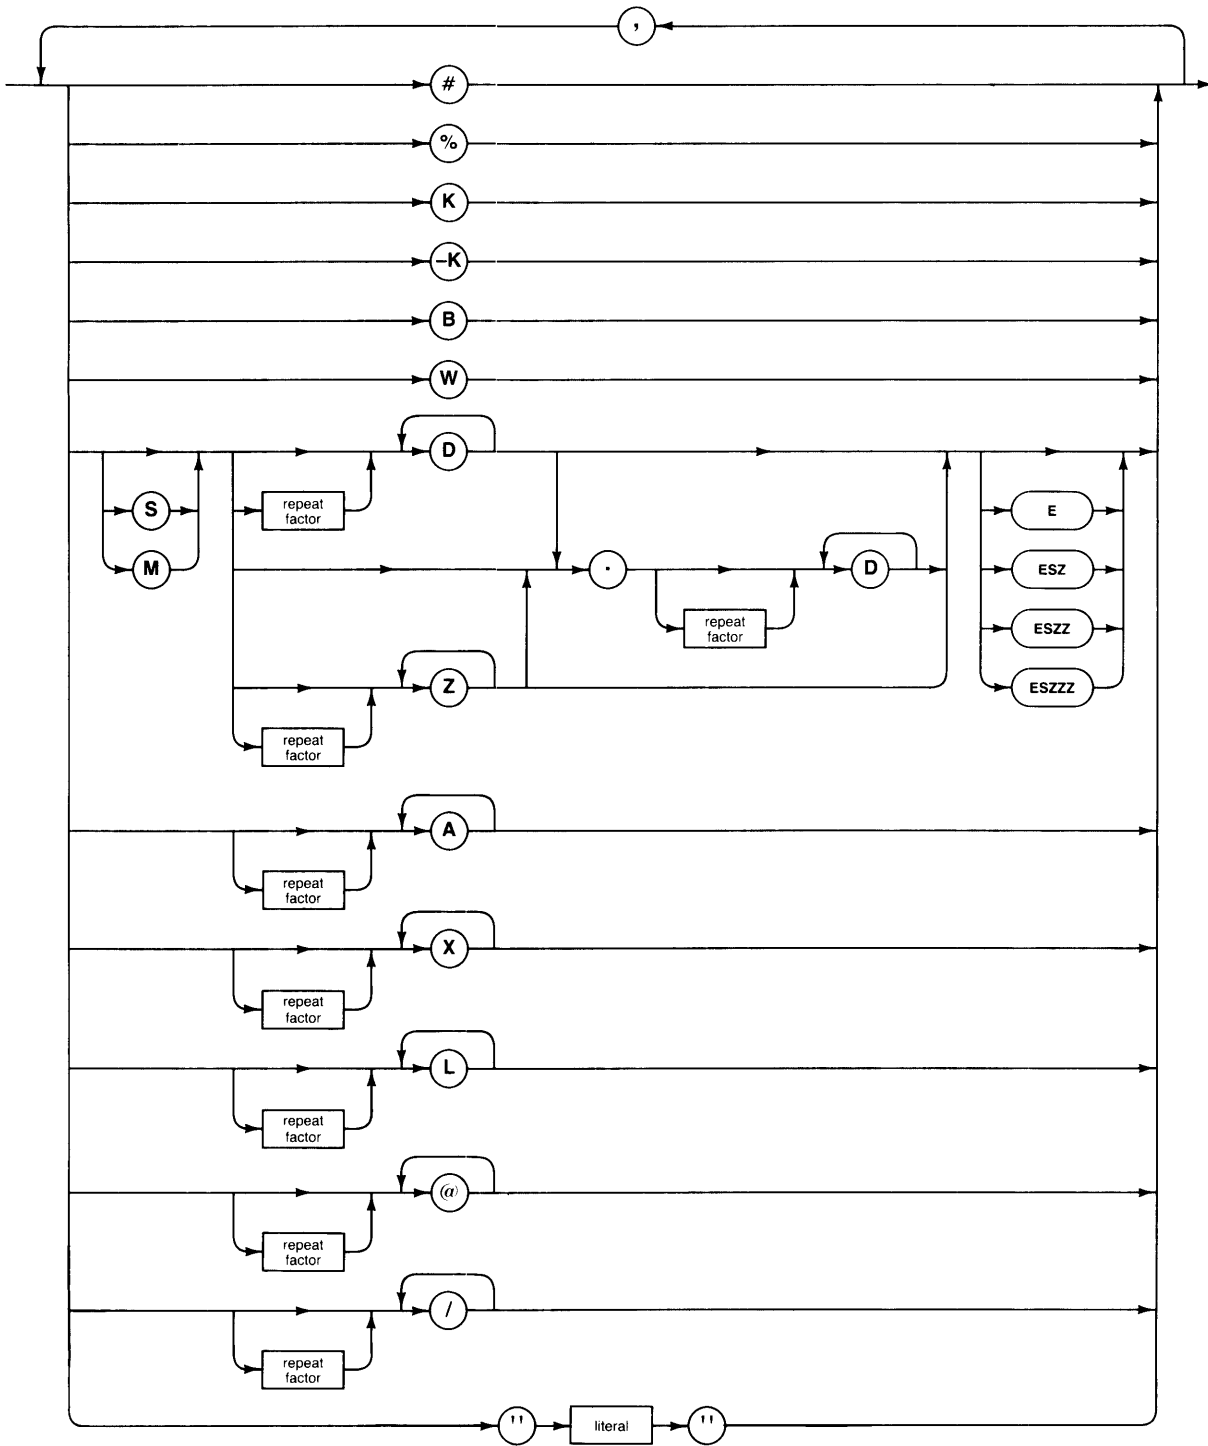 ,
#
%
K
–K
B
W
D
S
repeat
factor
E
M
.
D
ESZ
repeat
factor
ESZZ
Z
ESZZZ
repeat
factor
A
repeat
factor
X
repeat
factor
L
repeat
factor
@
repeat
factor
/
repeat
factor
" literal "